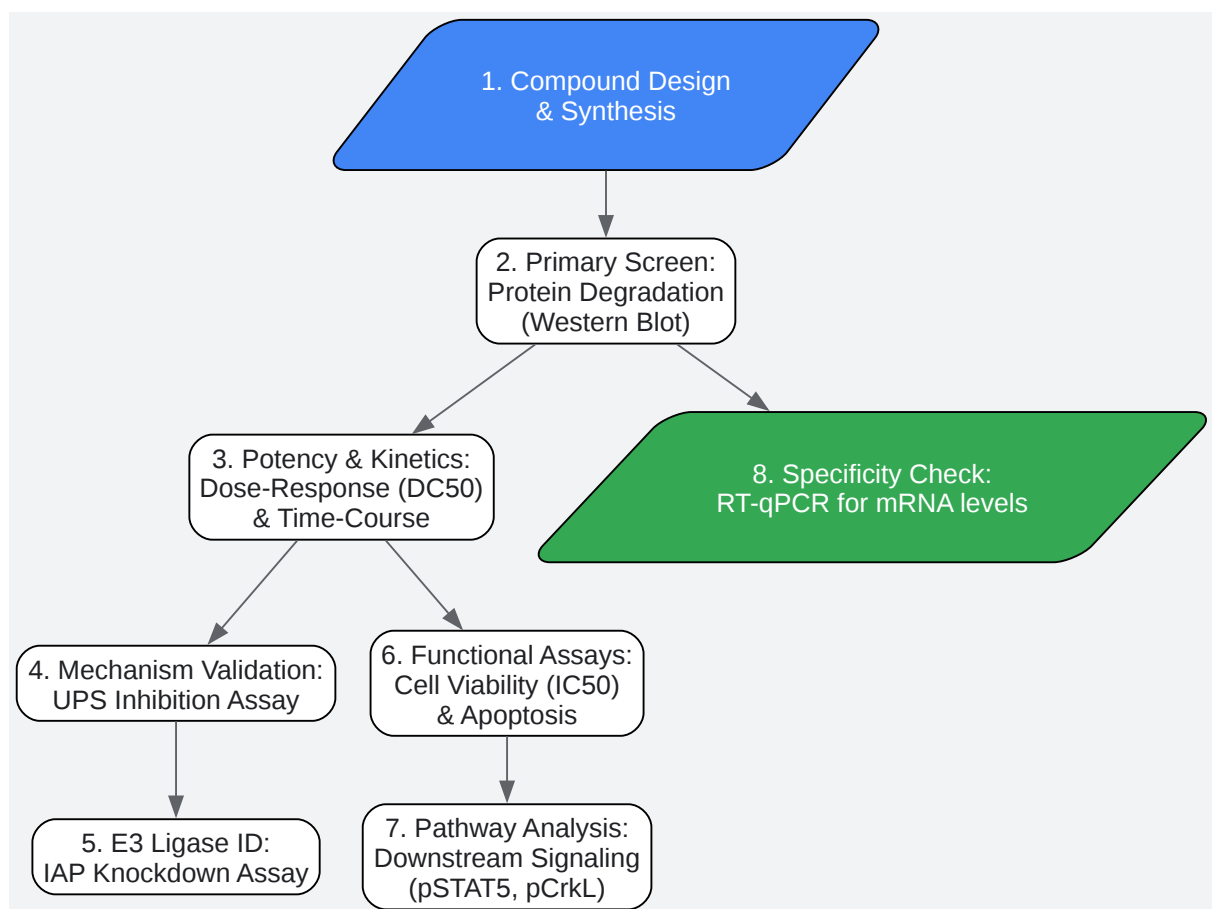 1. Compound Design
& Synthesis
2. Primary Screen:
Protein Degradation
(Western Blot)
3. Potency & Kinetics:
Dose-Response (DC50)
& Time-Course
8. Specificity Check:
RT-qPCR for mRNA levels
4. Mechanism Validation:
UPS Inhibition Assay
6. Functional Assays:
Cell Viability (IC50)
& Apoptosis
5. E3 Ligase ID:
IAP Knockdown Assay
7. Pathway Analysis:
Downstream Signaling
(pSTAT5, pCrkL)